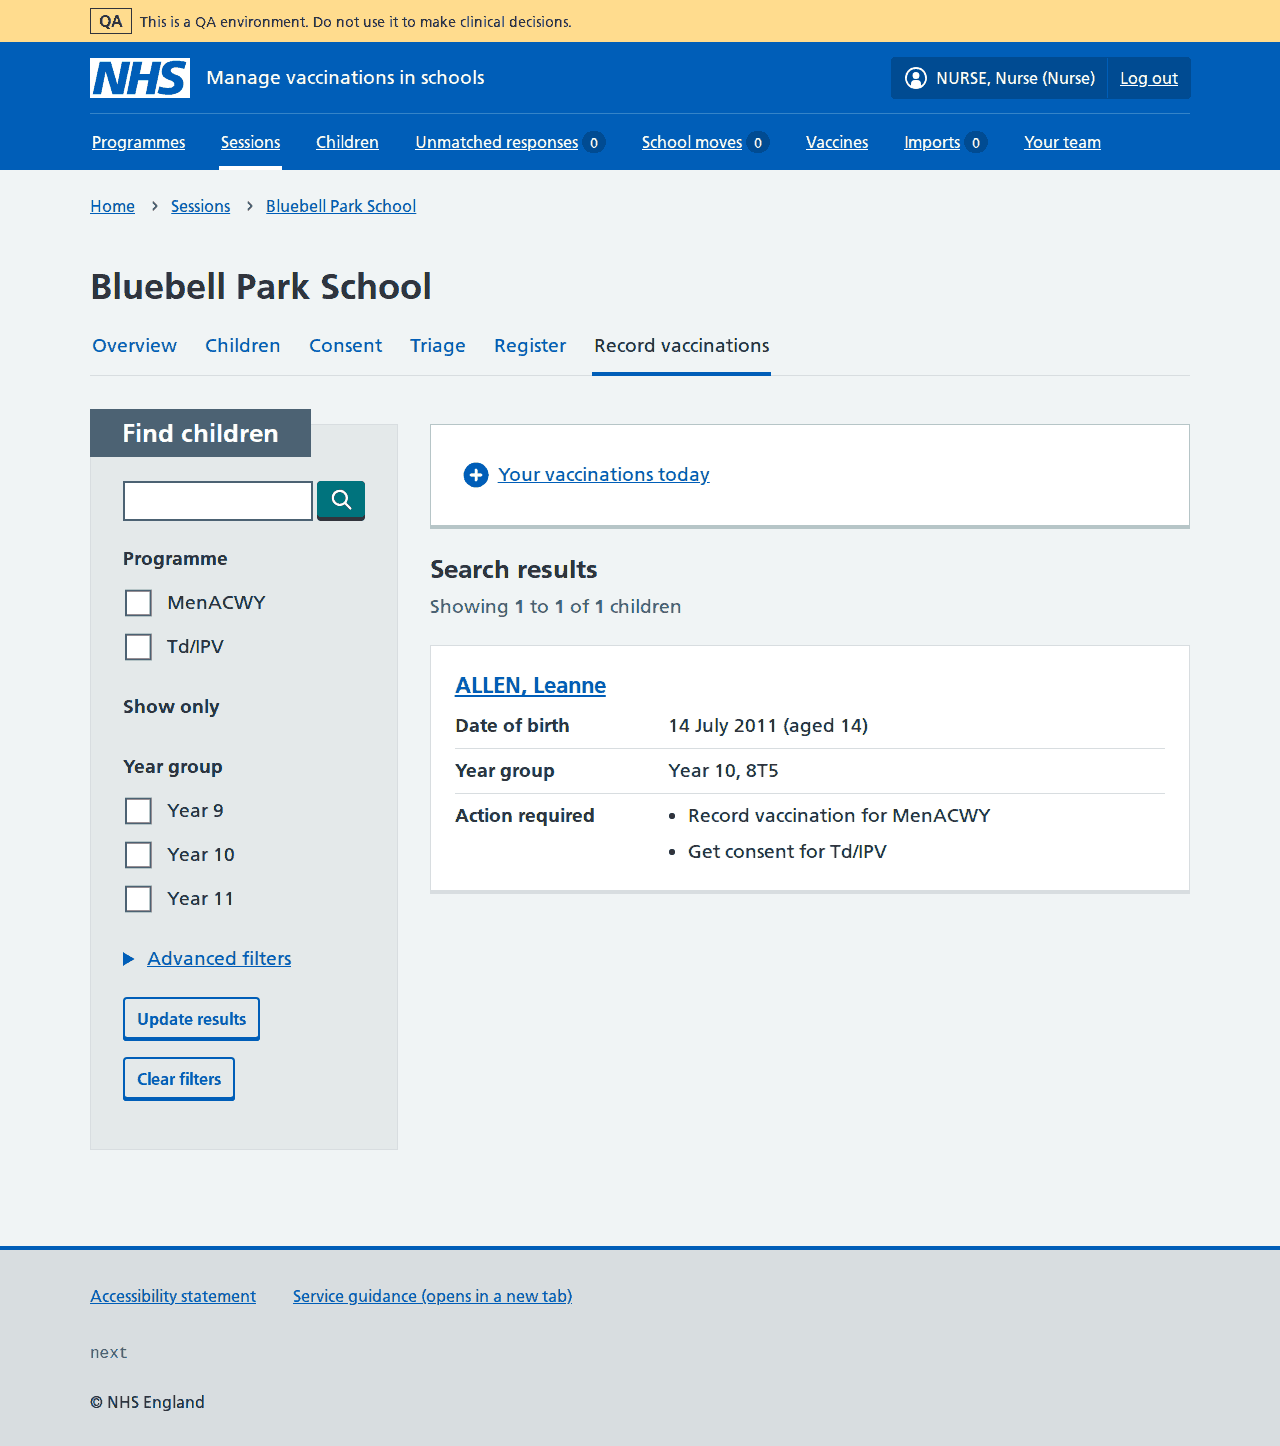 QA This is a QA environment. Do not use it to make clinical decisions.
NHS Manage vaccinations in schools NURSE, Nurse (Nurse) Log out
Programmes Sessions Children Unmatched responses 0 School moves 0 Vaccines Imports 0 Your team
Home Sessions Bluebell Park School
Bluebell Park School
Overview Children Consent Triage Register Record vaccinations
Find children
Programme
MenACWY
Td/IPV
Show only
Year group
Year 9
Year 10
Year 11
Advanced filters
Update results
Clear filters
Your vaccinations today
Search results
Showing 1 to 1 of 1 children
ALLEN, Leanne
Date of birth 14 July 2011 (aged 14)
Year group Year 10, 8T5
Action required • Record vaccination for MenACWY
• Get consent for Td/IPV
Accessibility statement Service guidance (opens in a new tab)
next
© NHS England